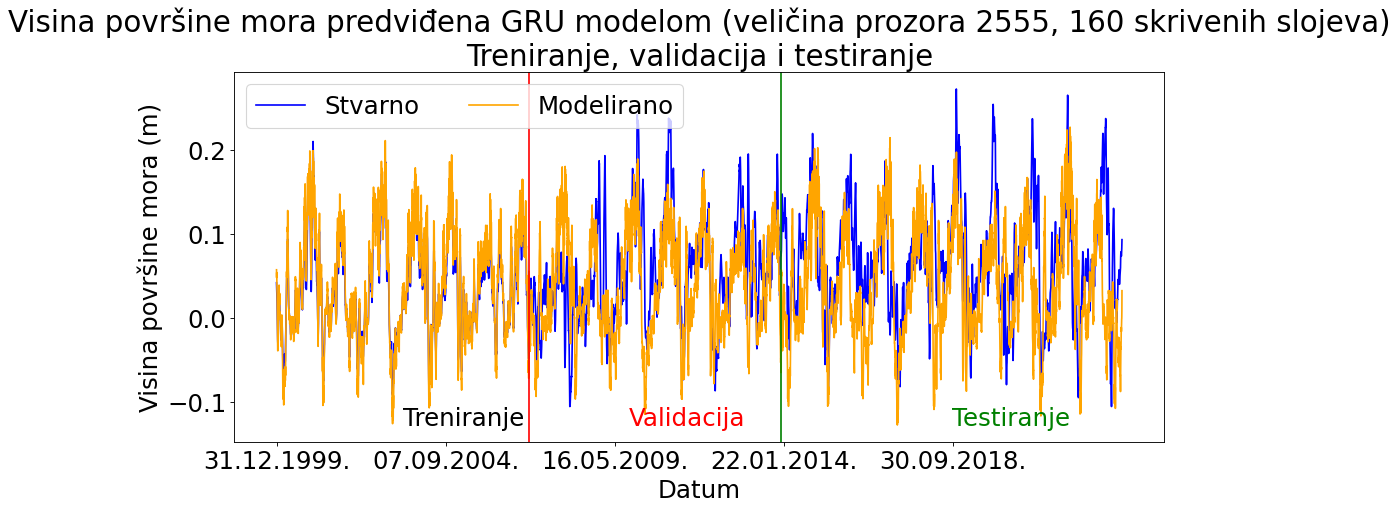 Visina površine mora predviđena GRU modelom (veličina prozora 2555, 160 skrivenih slojeva)
Treniranje, validacija i testiranje
Stvarno
Modelirano
Visina površine mora (m)
0.2
0.1
0.0
−0.1
Treniranje
Validacija
Testiranje
31.12.1999.
07.09.2004.
16.05.2009.
22.01.2014.
30.09.2018.
Datum